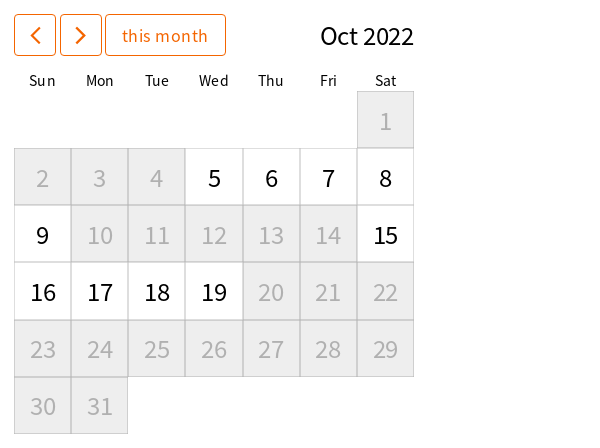 this month Oct 2022
Sun Mon Tue Wed Thu Fri Sat
1
2 3 4 5 6 7 8
9 10 11 12 13 14 15
16 17 18 19 20 21 22
23 24 25 26 27 28 29
30 31